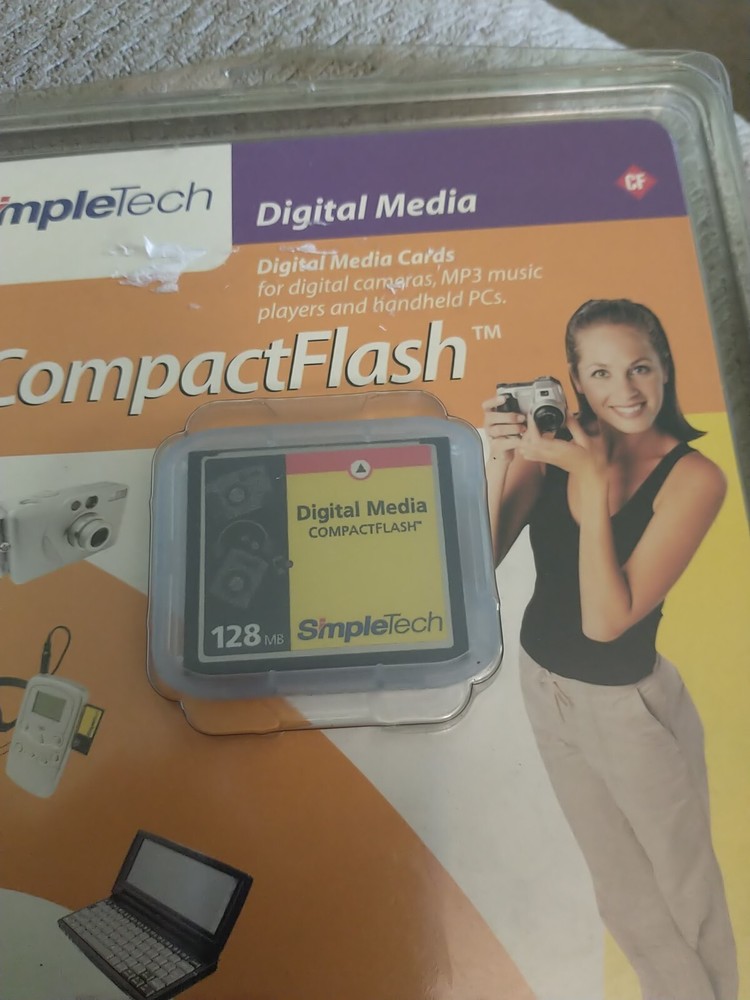 impleTech
Digital Media
CF
Digital Media Cards
for digital cameras, MP3 music
players and handheld PCs.
CompactFlash™
Digital Media
COMPACTFLASH™
128 MB
SimpleTech